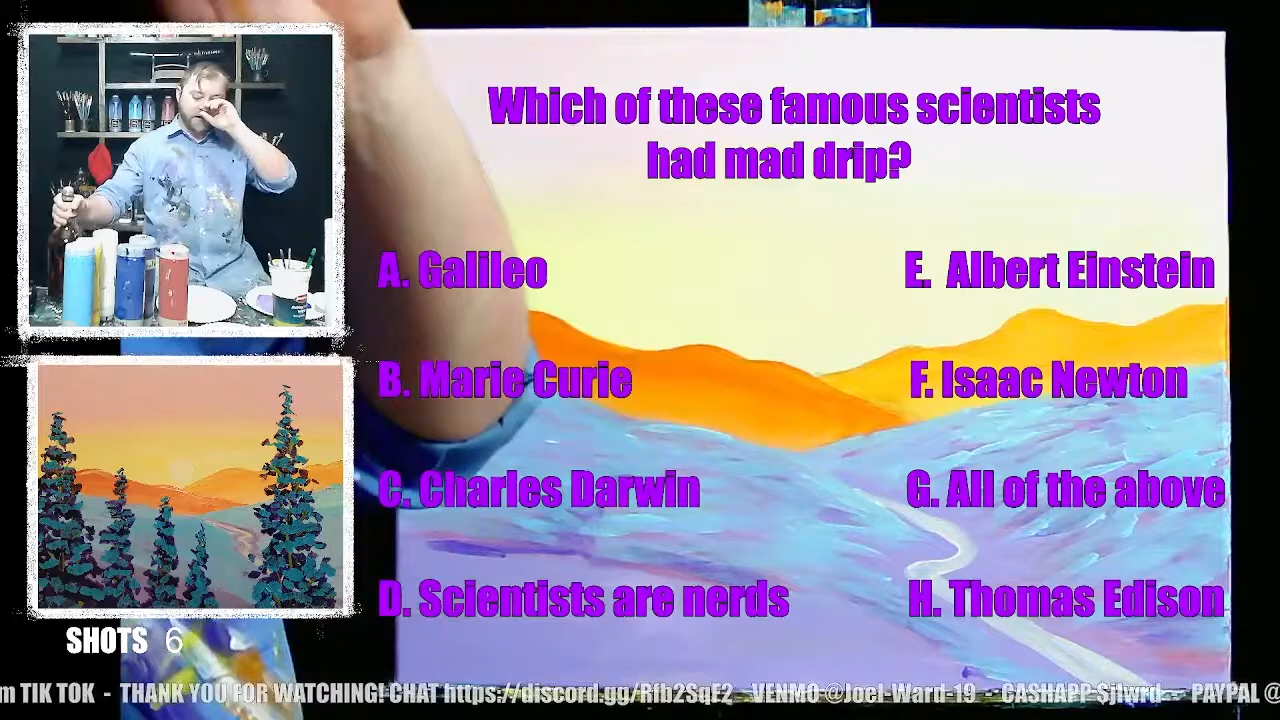 Which of these famous scientists
had mad drip?
A. Galileo
B. Marie Curie
C. Charles Darwin
D. Scientists are nerds
E. Albert Einstein
F. Isaac Newton
G. All of the above
H. Thomas Edison
SHOTS 6
m TIK TOK - THANK YOU FOR WATCHING! CHAT https://discord.gg/Rfb2SqF2 VENMO @Joel-Ward-19 - CASHAPP $jlwrd - PAYPAL @